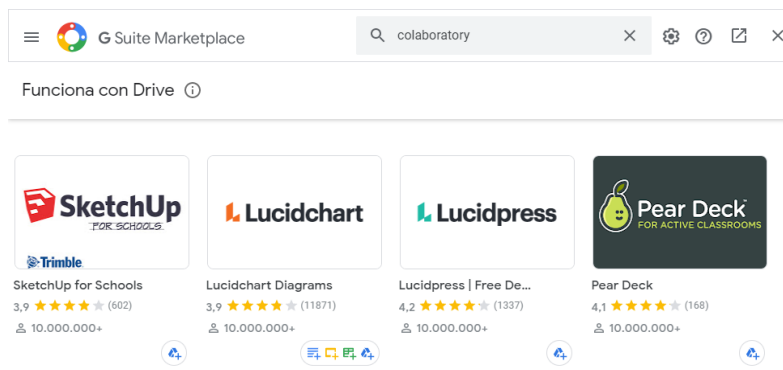 G Suite Marketplace
colaboratory
Funciona con Drive
SketchUp
FOR SCHOOLS
Trimble
Lucidchart
Lucidpress
Pear Deck™
FOR ACTIVE CLASSROOMS
SketchUp for Schools
3,9 (602)
10.000.000+
Lucidchart Diagrams
3,9 (11871)
10.000.000+
Lucidpress | Free De...
4,2 (1337)
10.000.000+
Pear Deck
4,1 (168)
10.000.000+